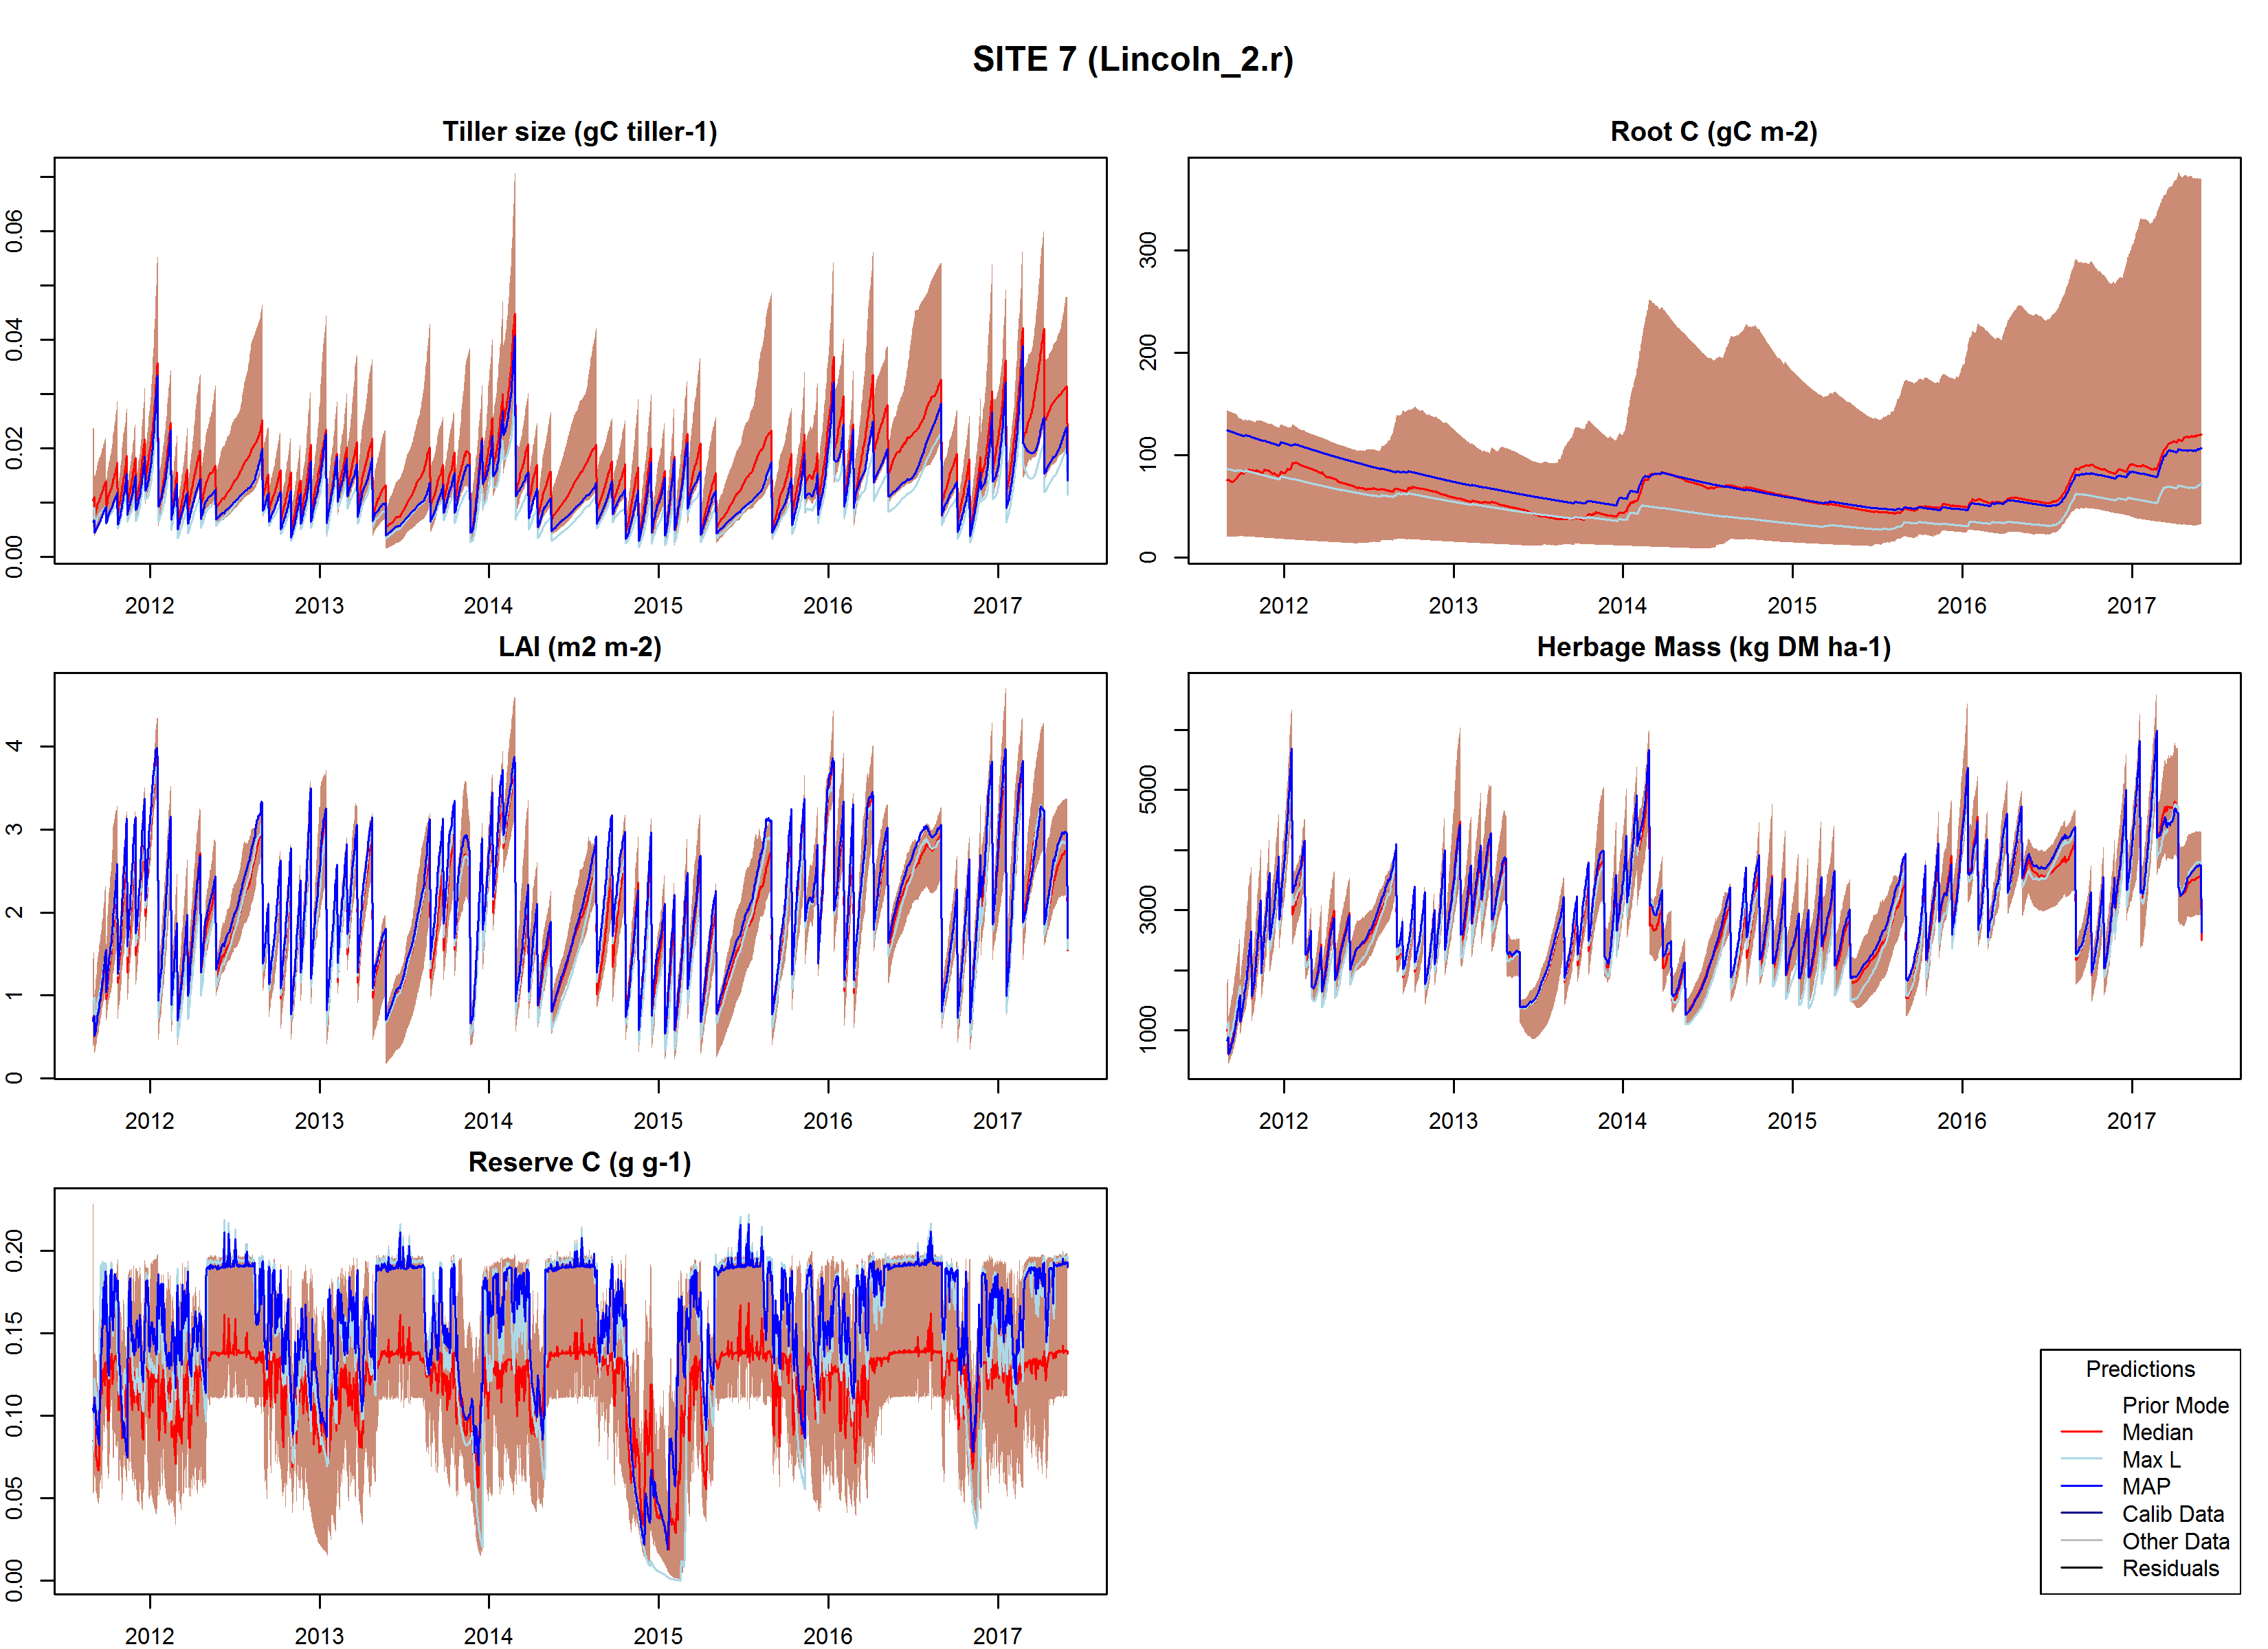 SITE 7 (Lincoln_2.r)
Tiller size (gC tiller-1)
0.00 0.02 0.04 0.06
2012 2013 2014 2015 2016 2017
Root C (gC m-2)
0 100 200 300
2012 2013 2014 2015 2016 2017
LAI (m2 m-2)
0 1 2 3 4
2012 2013 2014 2015 2016 2017
Herbage Mass (kg DM ha-1)
1000 3000 5000
2012 2013 2014 2015 2016 2017
Reserve C (g g-1)
0.00 0.05 0.10 0.15 0.20
2012 2013 2014 2015 2016 2017
Predictions
Prior Mode
Median
Max L
MAP
Calib Data
Other Data
Residuals